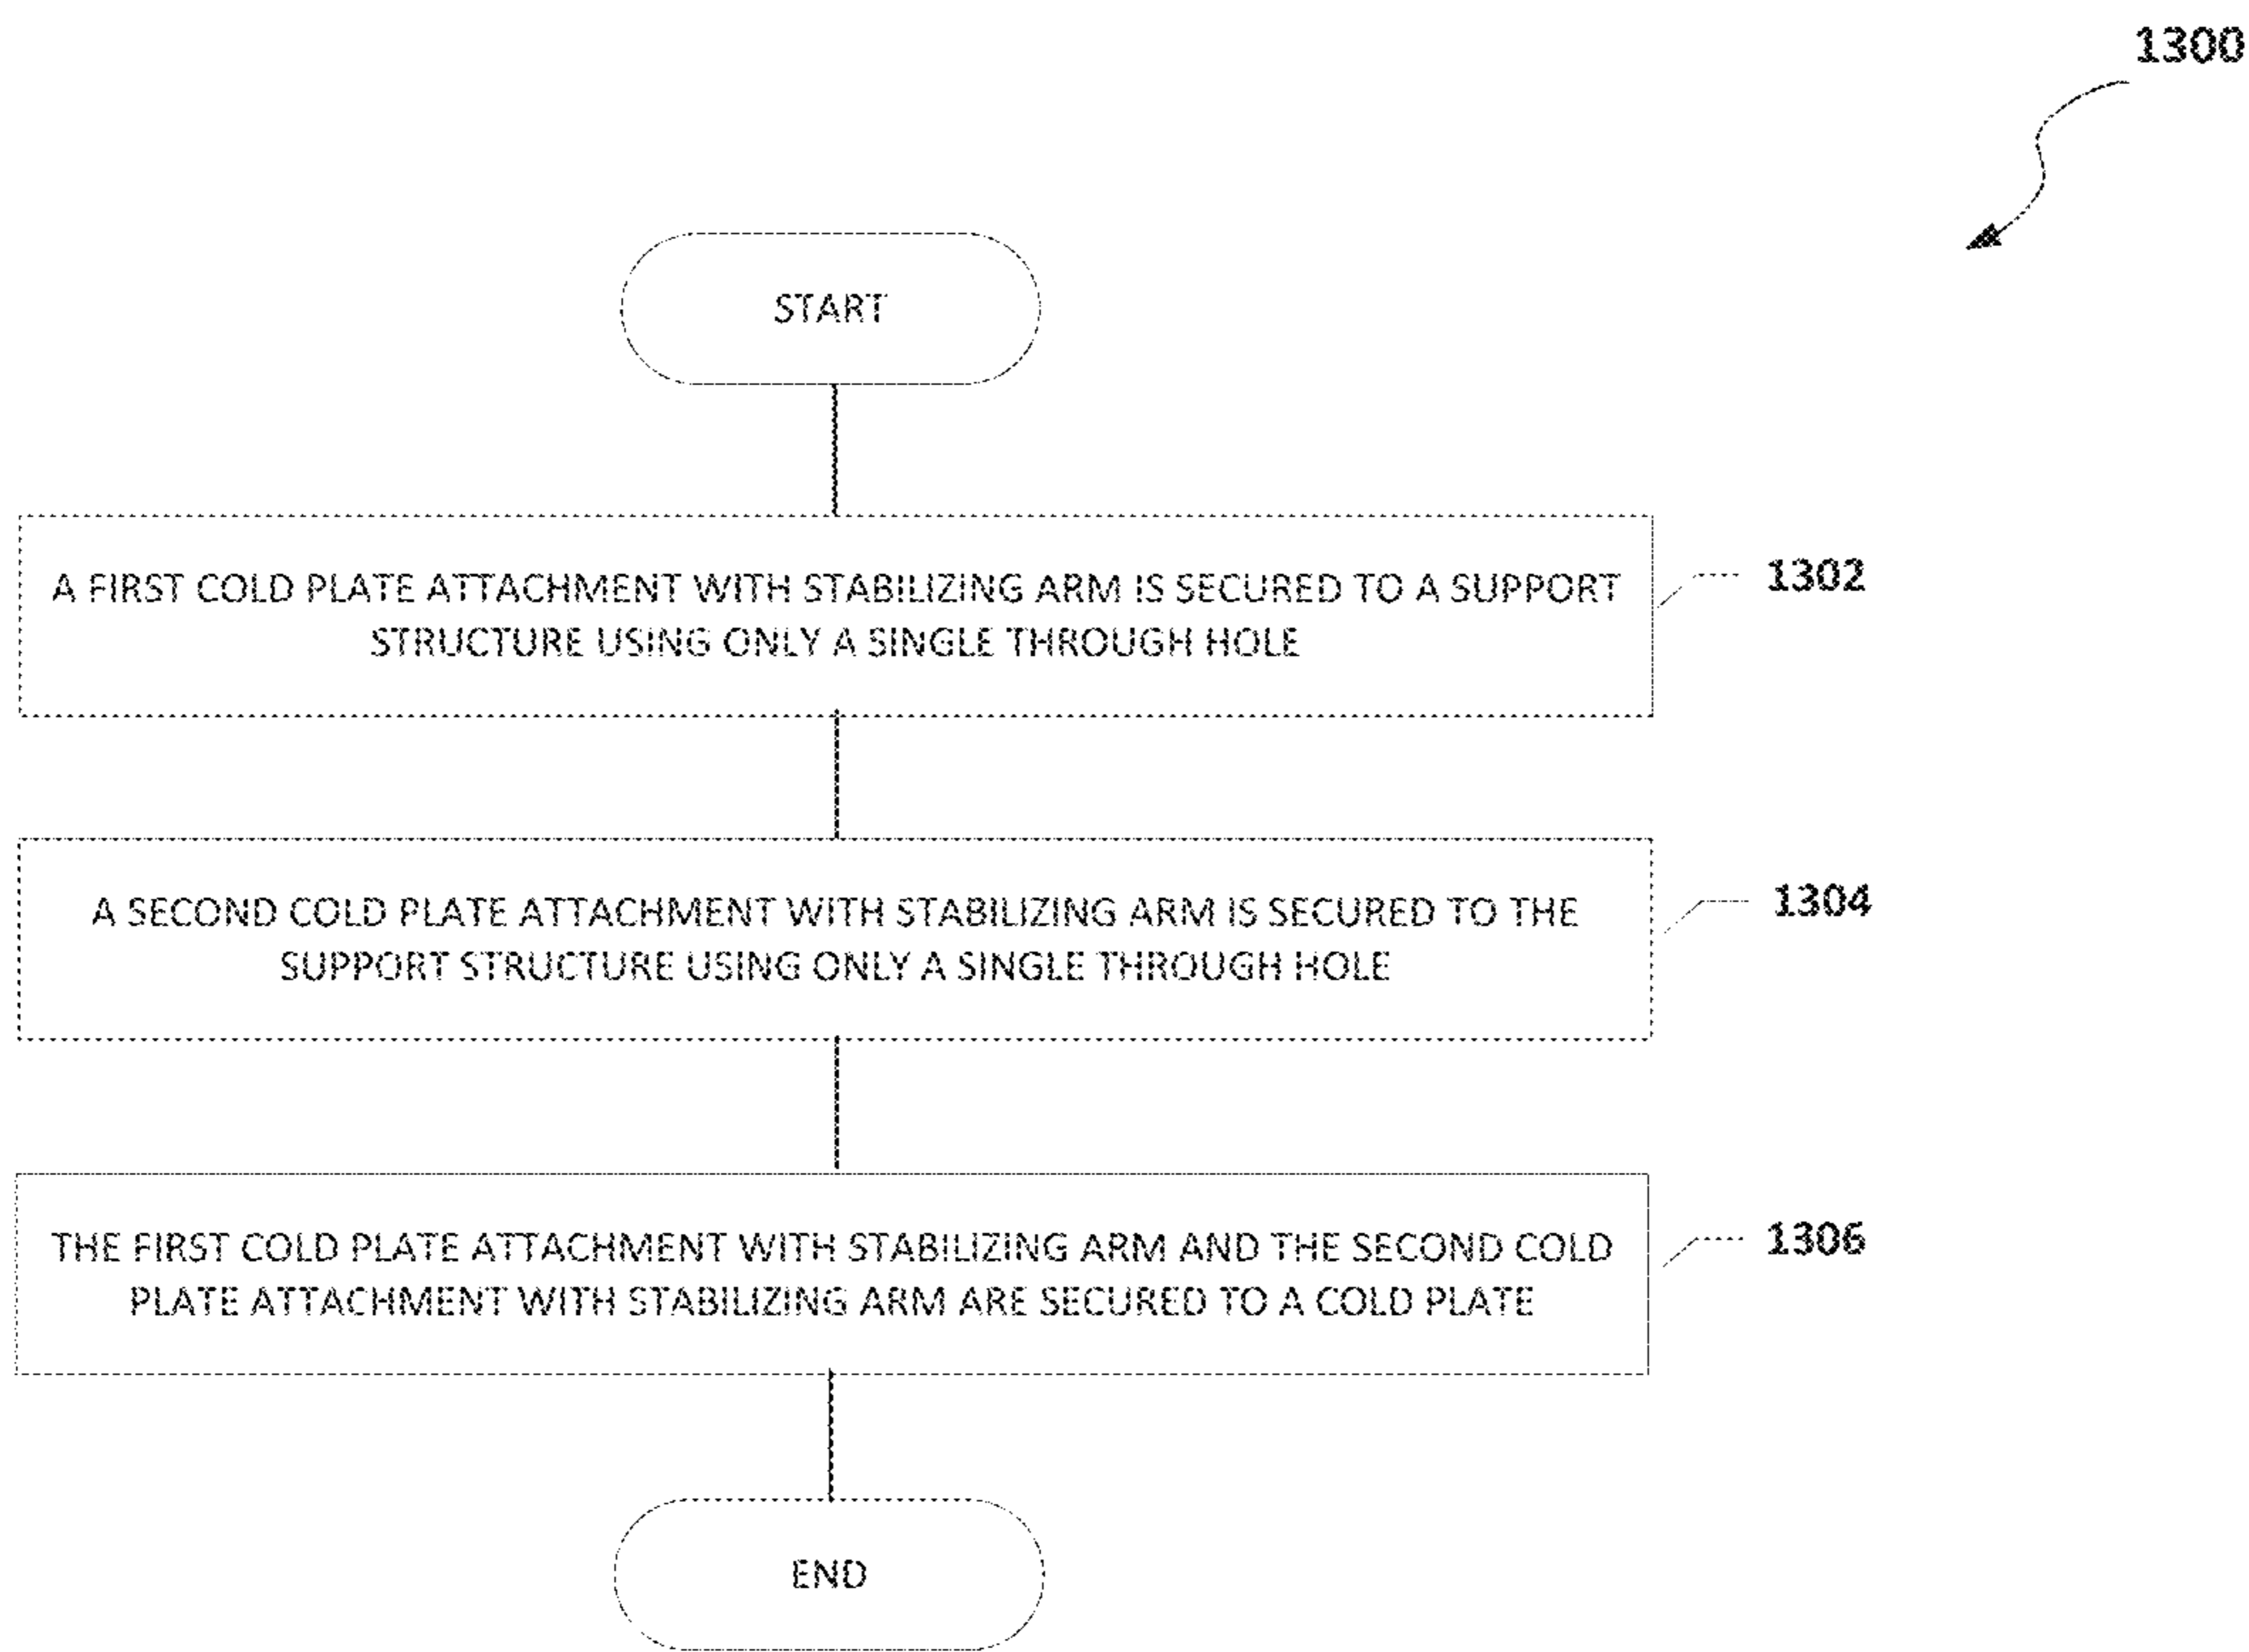 1300
START
A FIRST COLD PLATE ATTACHMENT WITH STABILIZING ARM IS SECURED TO A SUPPORT
STRUCTURE USING ONLY A SINGLE THROUGH HOLE
1302
A SECOND COLD PLATE ATTACHMENT WITH STABILIZING ARM IS SECURED TO THE
SUPPORT STRUCTURE USING ONLY A SINGLE THROUGH HOLE
1304
THE FIRST COLD PLATE ATTACHMENT WITH STABILIZING ARM AND THE SECOND COLD
PLATE ATTACHMENT WITH STABILIZING ARM ARE SECURED TO A COLD PLATE
1306
END